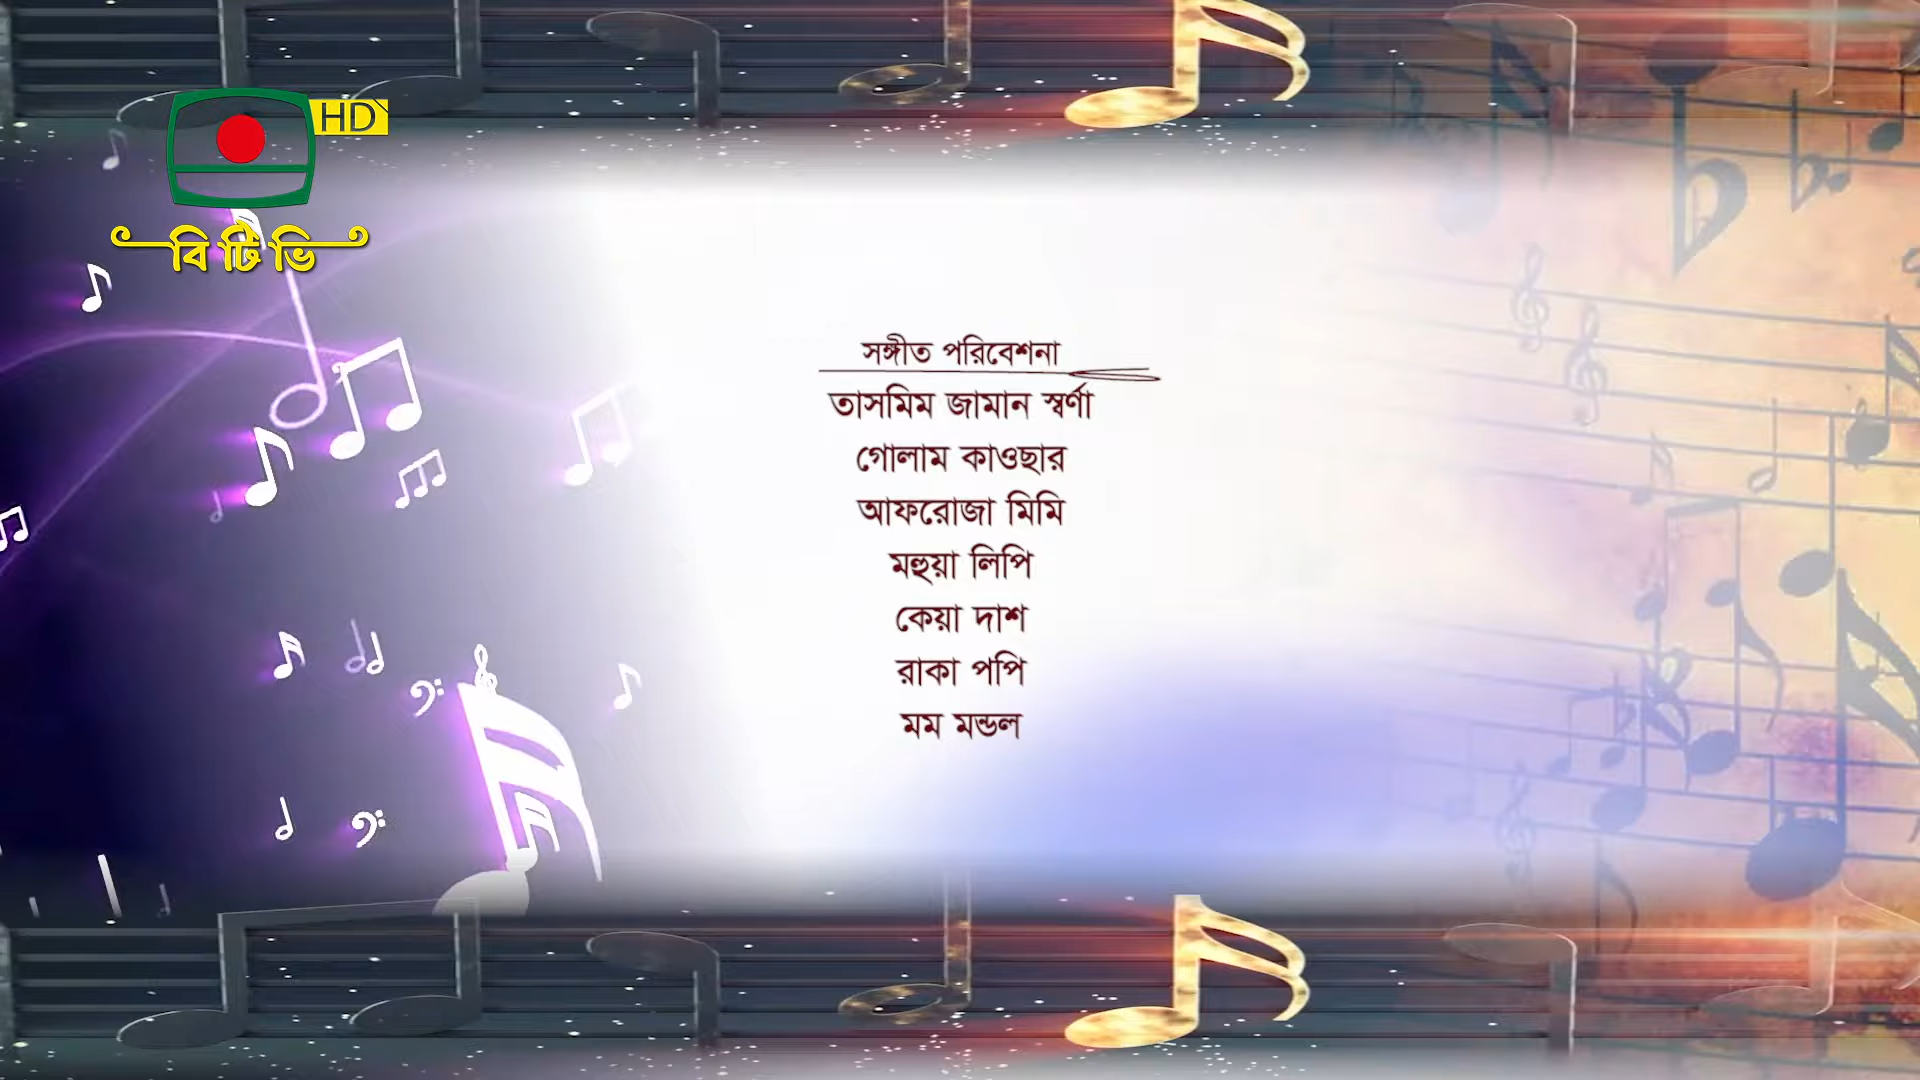 HD
বিটিভি
সঙ্গীত পরিবেশনা
তাসমিম জামান স্বর্ণা
গোলাম কাওছার
আফরোজা মিমি
মহুয়া লিপি
কেয়া দাশ
রাকা পপি
মম মন্ডল